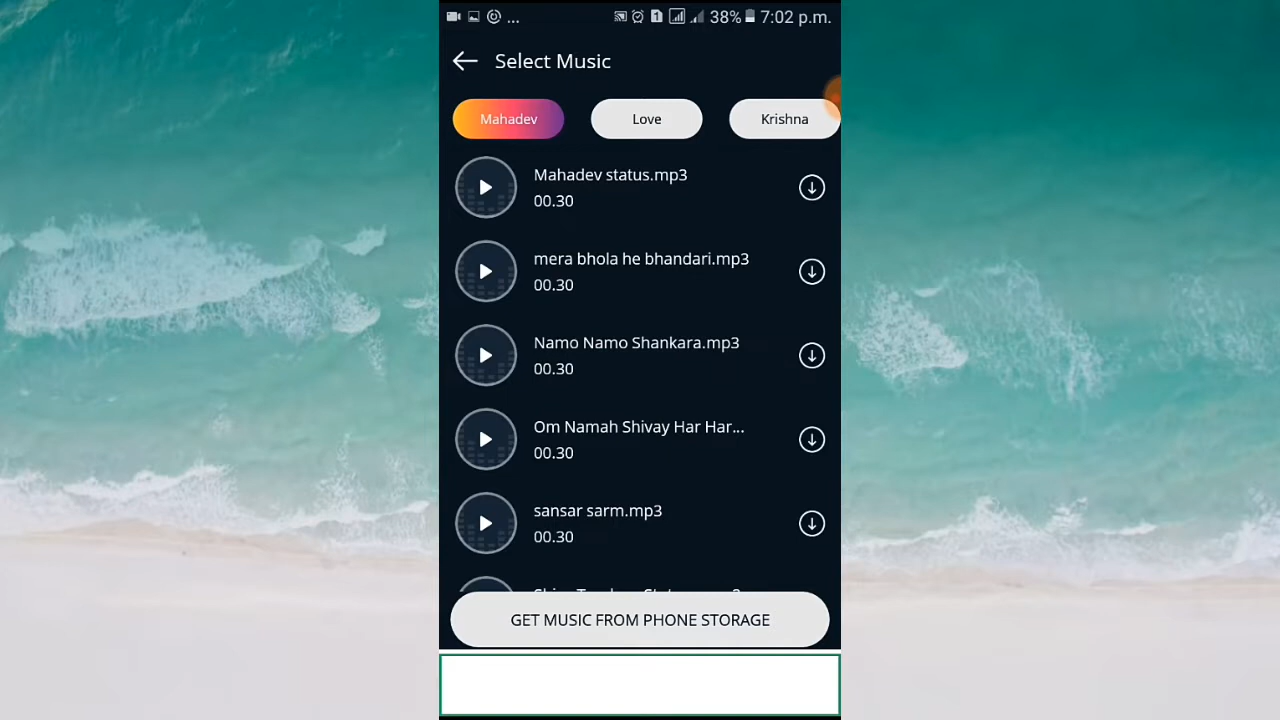 ... 1 38% 7:02 p.m.
Select Music
Mahadev Love Krishna
Mahadev status.mp3
00.30
mera bhola he bhandari.mp3
00.30
Namo Namo Shankara.mp3
00.30
Om Namah Shivay Har Har...
00.30
sansar sarm.mp3
00.30
GET MUSIC FROM PHONE STORAGE